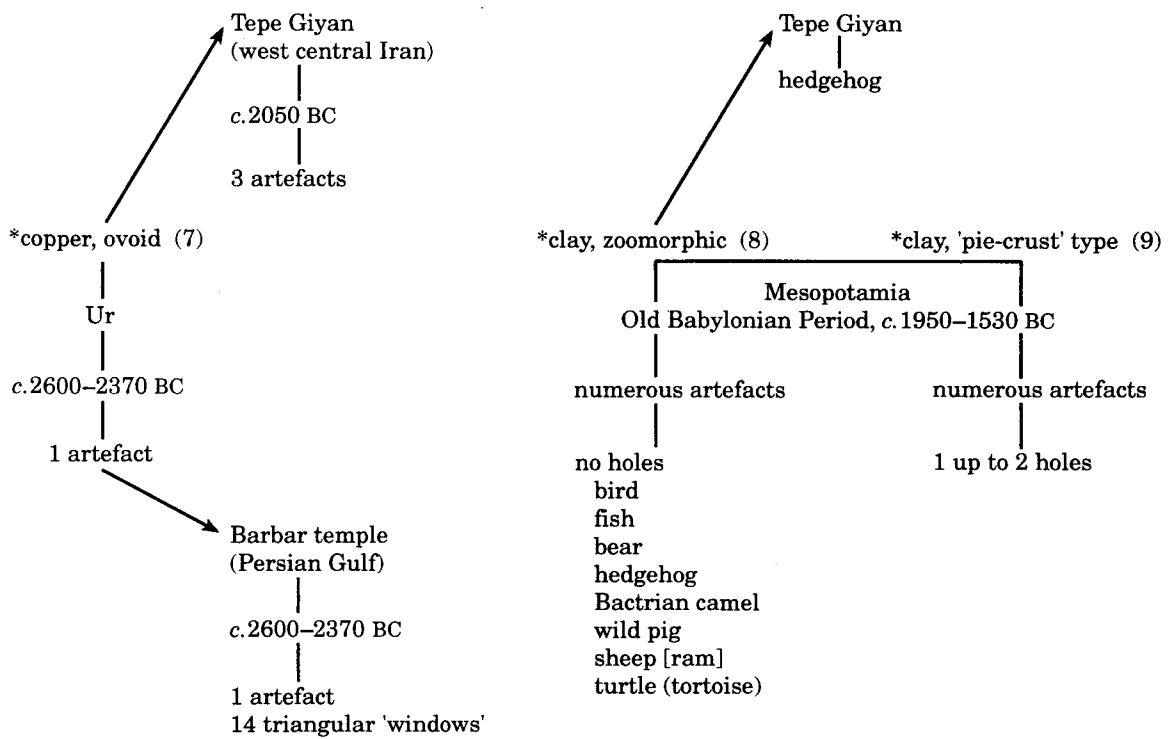 Tepe Giyan
(west central Iran)
c.2050 BC
3 artefacts
*copper, ovoid (7)
Ur
c.2600–2370 BC
1 artefact
Barbar temple
(Persian Gulf)
c.2600–2370 BC
1 artefact
14 triangular 'windows'
Tepe Giyan
hedgehog
*clay, zoomorphic (8)
*clay, 'pie-crust' type (9)
Mesopotamia
Old Babylonian Period, c.1950–1530 BC
numerous artefacts
no holes
bird
fish
bear
hedgehog
Bactrian camel
wild pig
sheep [ram]
turtle (tortoise)
numerous artefacts
1 up to 2 holes